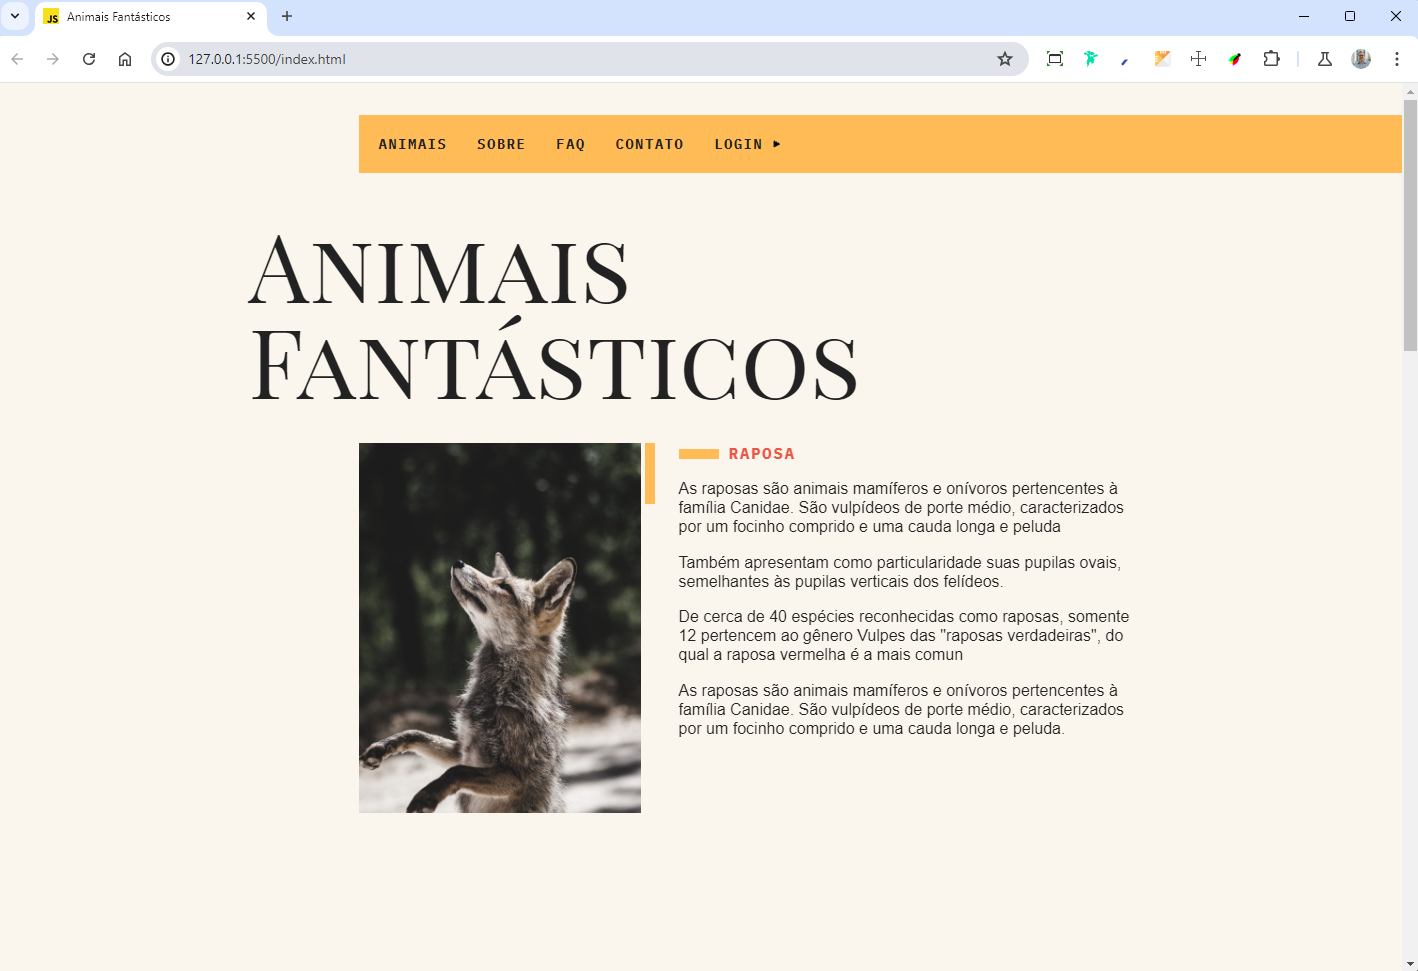 JS Animais Fantásticos
127.0.0.1:5500/index.html
ANIMAIS SOBRE FAQ CONTATO LOGIN ▸
Animais
Fantásticos
RAPOSA
As raposas são animais mamíferos e onívoros pertencentes à
família Canidae. São vulpídeos de porte médio, caracterizados
por um focinho comprido e uma cauda longa e peluda
Também apresentam como particularidade suas pupilas ovais,
semelhantes às pupilas verticais dos felídeos.
De cerca de 40 espécies reconhecidas como raposas, somente
12 pertencem ao gênero Vulpes das "raposas verdadeiras", do
qual a raposa vermelha é a mais comun
As raposas são animais mamíferos e onívoros pertencentes à
família Canidae. São vulpídeos de porte médio, caracterizados
por um focinho comprido e uma cauda longa e peluda.